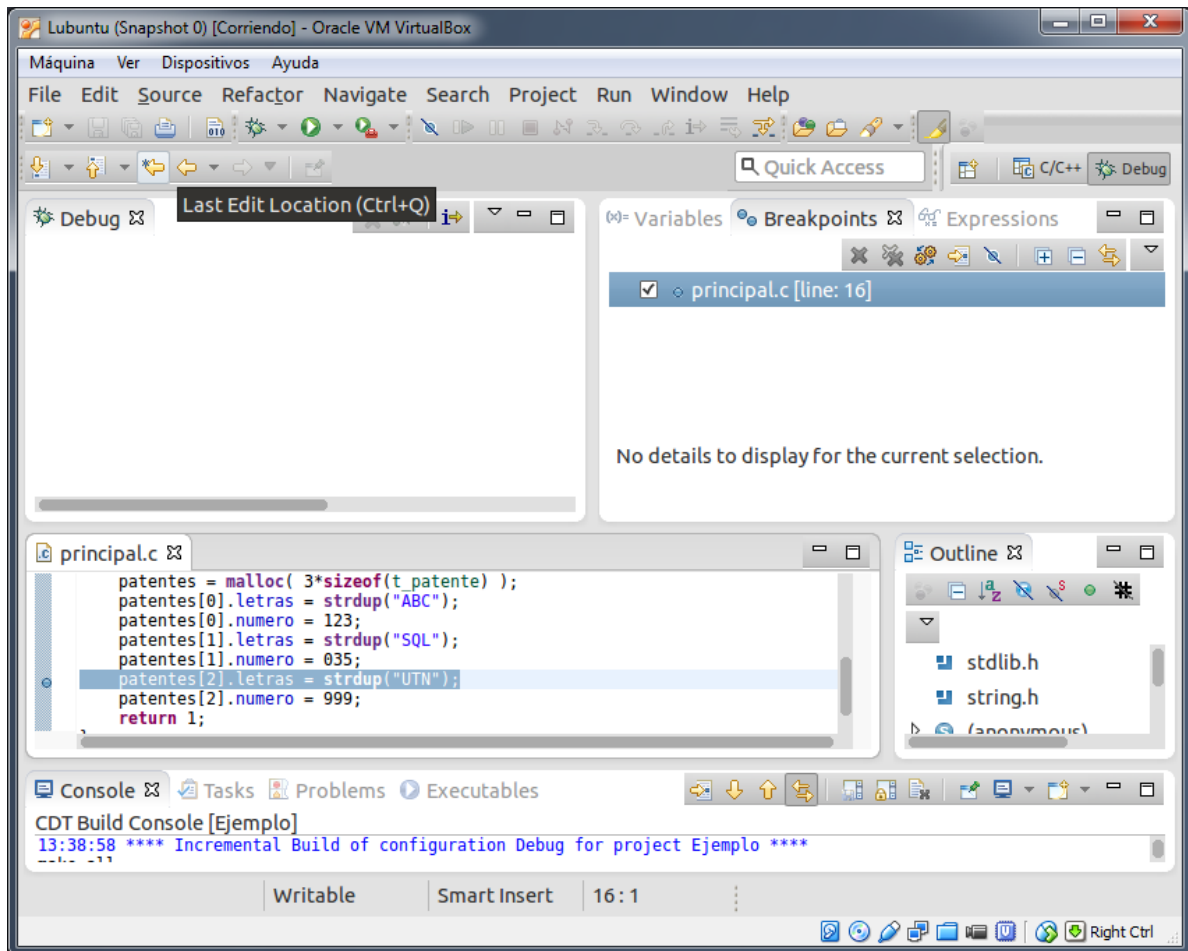 Lubuntu (Snapshot 0) [Corriendo] - Oracle VM VirtualBox
Máquina Ver Dispositivos Ayuda
File Edit Source Refactor Navigate Search Project Run Window Help
Quick Access C/C++ Debug
Last Edit Location (Ctrl+Q)
Debug
(x)= Variables Breakpoints Expressions
principal.c [line: 16]
No details to display for the current selection.
principal.c
patentes = malloc( 3*sizeof(t_patente) );
patentes[0].letras = strdup("ABC");
patentes[0].numero = 123;
patentes[1].letras = strdup("SQL");
patentes[1].numero = 035;
patentes[2].letras = strdup("UTN");
patentes[2].numero = 999;
return 1;
Outline
stdlib.h
string.h
(anonymous)
Console Tasks Problems Executables
CDT Build Console [Ejemplo]
13:38:58 **** Incremental Build of configuration Debug for project Ejemplo ****
make all
Writable Smart Insert 16 : 1
Right Ctrl